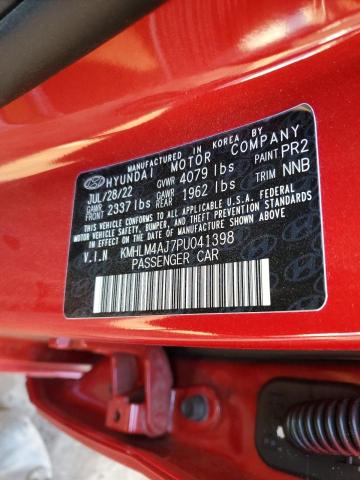 MANUFACTURED IN KOREA BY
HYUNDAI MOTOR COMPANY
JUL/28/22 GVWR 4079 lbs PAINT PR2
GAWR FRONT 2337 lbs GAWR REAR 1962 lbs TRIM NNB
THIS VEHICLE CONFORMS TO ALL APPLICABLE U.S. FEDERAL
MOTOR VEHICLE SAFETY, BUMPER, AND THEFT PREVENTION
STANDARDS IN EFFECT ON THE DATE OF MANUFACTURE
SHOWN ABOVE.
V.I.N KMHLM4AJ7PU041398
PASSENGER CAR